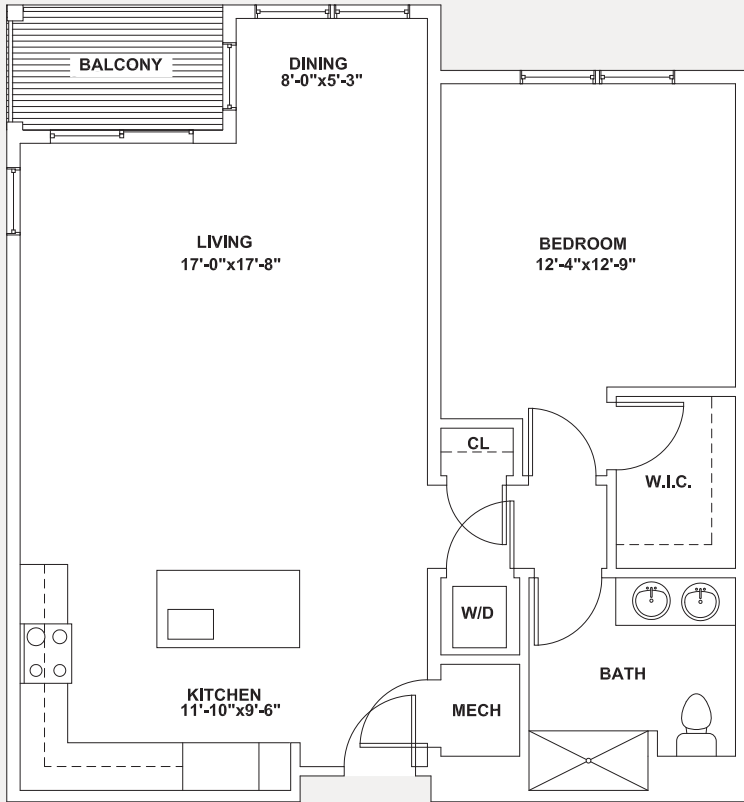 BALCONY
DINING
8'-0"x5'-3"
LIVING
17'-0"x17'-8"
BEDROOM
12'-4"x12'-9"
CL
W.I.C.
W/D
BATH
KITCHEN
11'-10"x9'-6"
MECH